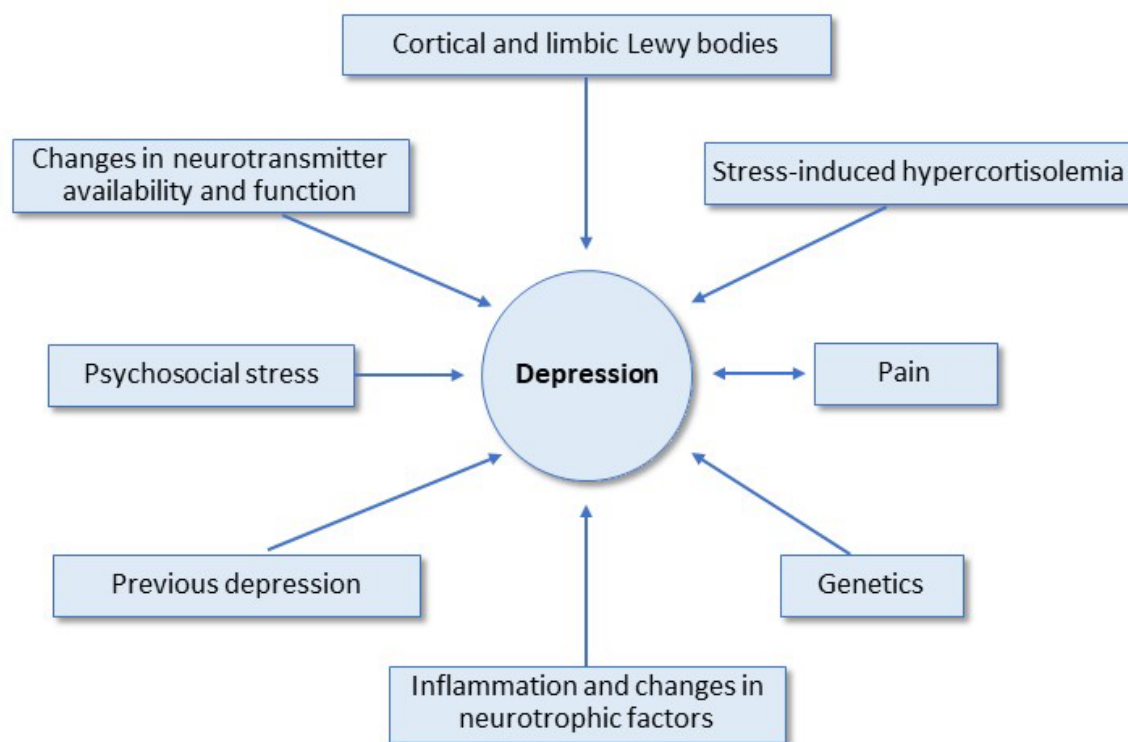 Cortical and limbic Lewy bodies
Changes in neurotransmitter
availability and function
Stress-induced hypercortisolemia
Psychosocial stress
Depression
Pain
Previous depression
Genetics
Inflammation and changes in
neurotrophic factors